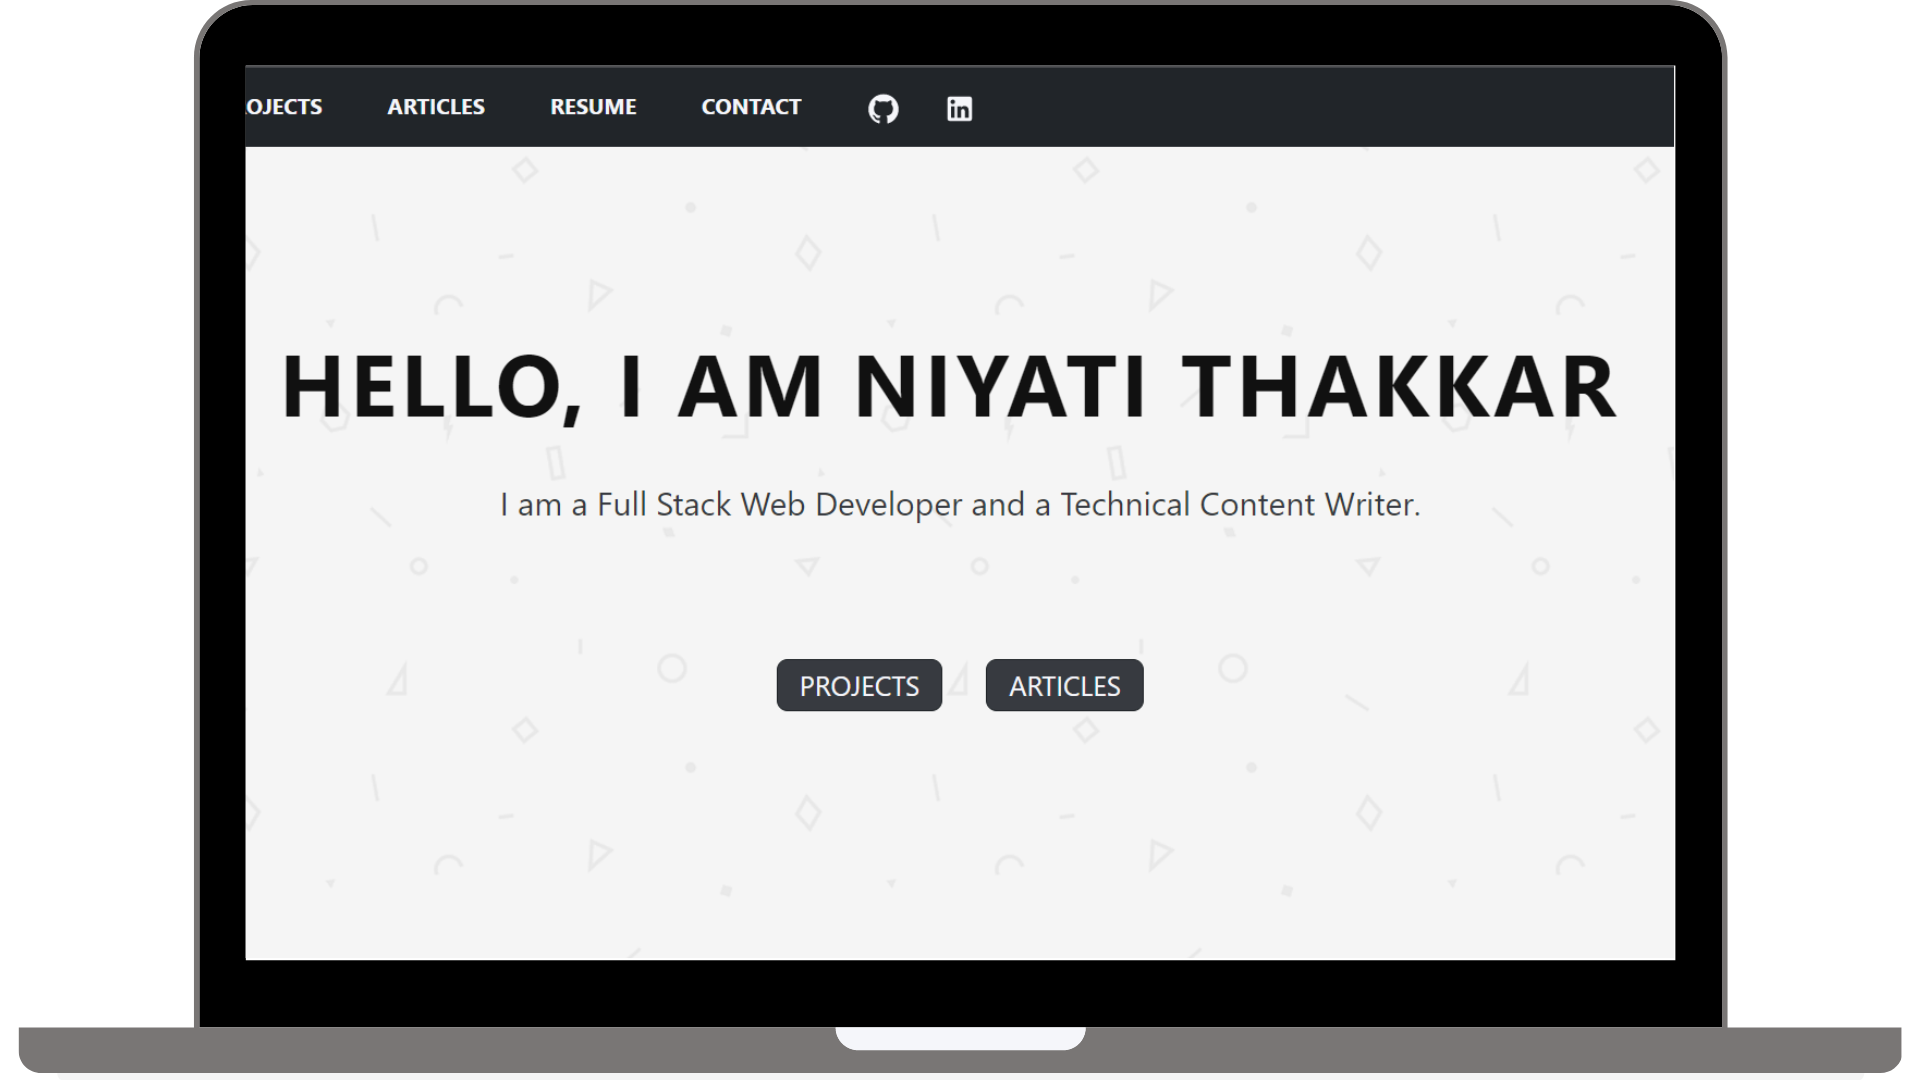 OJECTS ARTICLES RESUME CONTACT in
HELLO, I AM NIYATI THAKKAR
I am a Full Stack Web Developer and a Technical Content Writer.
PROJECTS ARTICLES